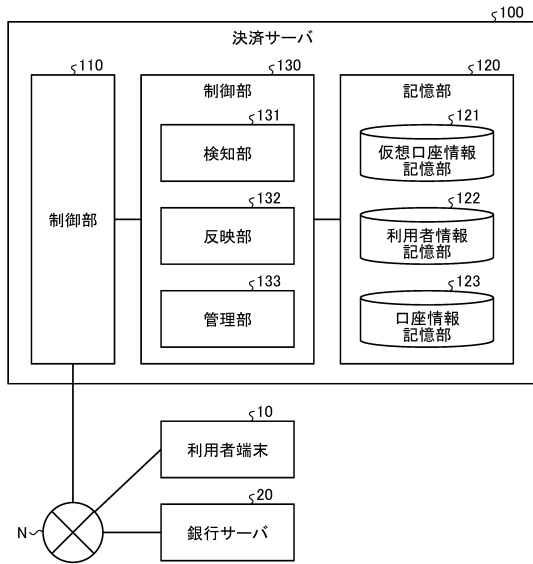 100
決済サーバ
110
制御部
130
制御部
131
検知部
132
反映部
133
管理部
120
記憶部
121
仮想口座情報
記憶部
122
利用者情報
記憶部
123
口座情報
記憶部
10
利用者端末
20
銀行サーバ
N